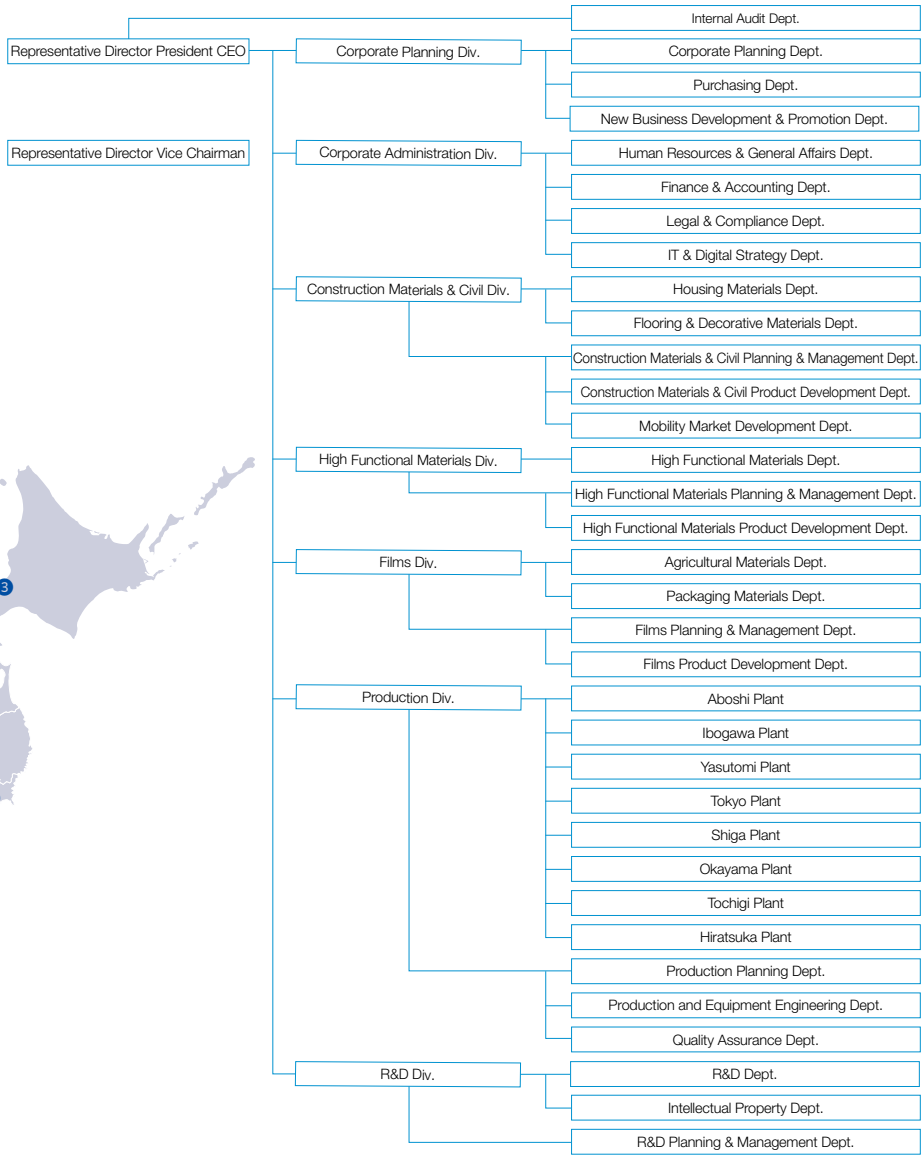 Internal Audit Dept.
Representative Director President CEO
Corporate Planning Div.
Corporate Planning Dept.
Purchasing Dept.
New Business Development & Promotion Dept.
Representative Director Vice Chairman
Corporate Administration Div.
Human Resources & General Affairs Dept.
Finance & Accounting Dept.
Legal & Compliance Dept.
IT & Digital Strategy Dept.
Construction Materials & Civil Div.
Housing Materials Dept.
Flooring & Decorative Materials Dept.
Construction Materials & Civil Planning & Management Dept.
Construction Materials & Civil Product Development Dept.
Mobility Market Development Dept.
High Functional Materials Div.
High Functional Materials Dept.
High Functional Materials Planning & Management Dept.
High Functional Materials Product Development Dept.
Films Div.
Agricultural Materials Dept.
3
Packaging Materials Dept.
Films Planning & Management Dept.
Films Product Development Dept.
Production Div.
Aboshi Plant
Ibogawa Plant
Yasutomi Plant
Tokyo Plant
Shiga Plant
Okayama Plant
Tochigi Plant
Hiratsuka Plant
Production Planning Dept.
Production and Equipment Engineering Dept.
Quality Assurance Dept.
R&D Div.
R&D Dept.
Intellectual Property Dept.
R&D Planning & Management Dept.